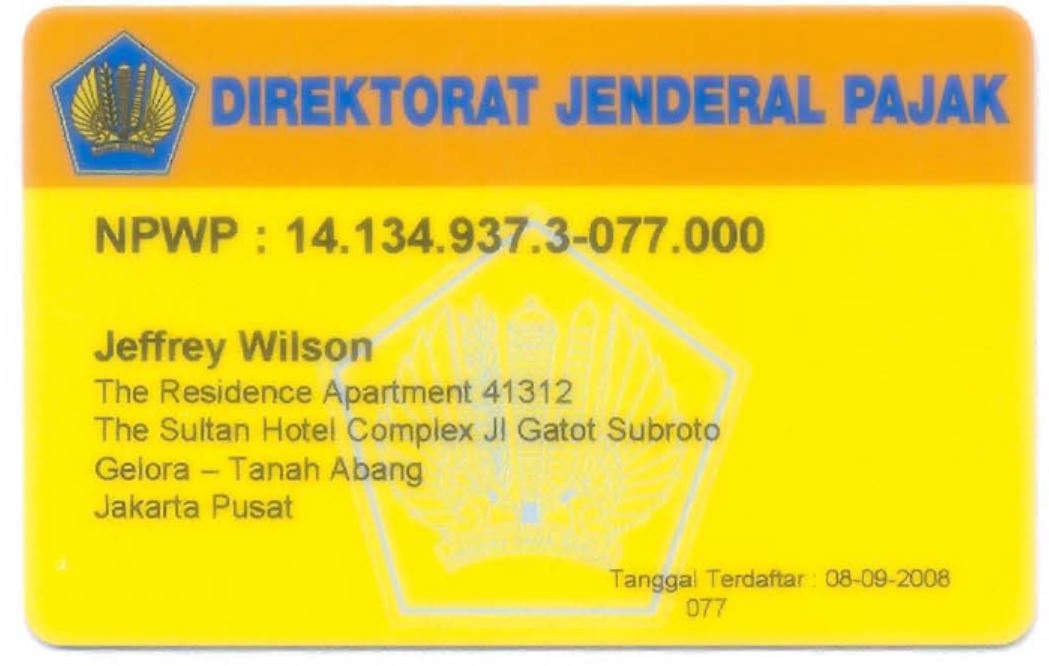 DIREKTORAT JENDERAL PAJAK
NPWP : 14.134.937.3-077.000
Jeffrey Wilson
The Residence Apartment 41312
The Sultan Hotel Complex Jl Gatot Subroto
Gelora – Tanah Abang
Jakarta Pusat
Tanggal Terdaftar : 08-09-2008
077